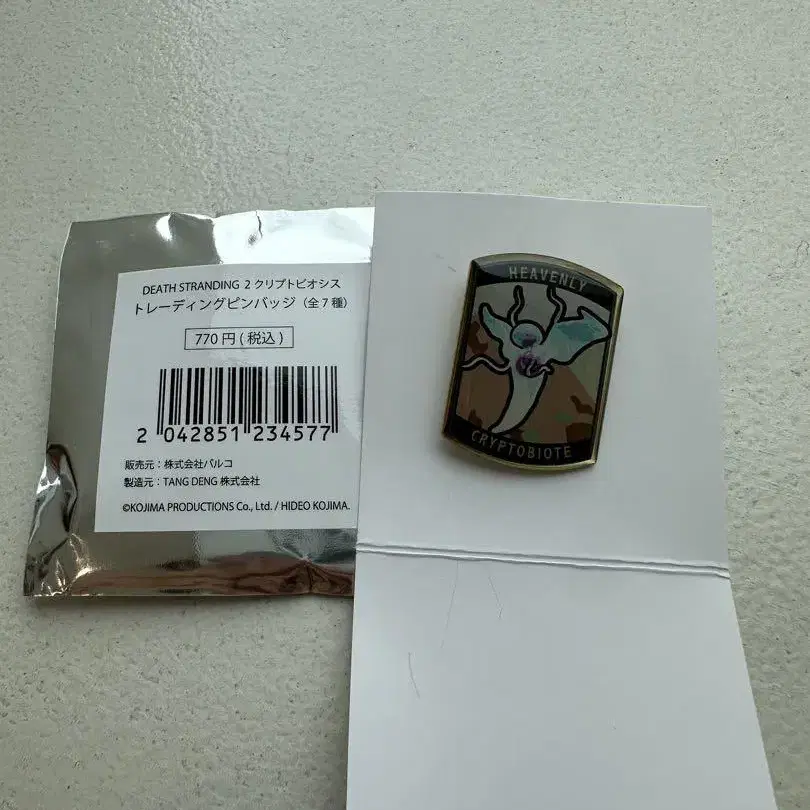 DEATH STRANDING 2 クリプトビオシス
トレーディングピンバッジ（全7種）
770円(税込)
2 042851 234577
販売元：株式会社パルコ
製造元：TANG DENG 株式会社
©KOJIMA PRODUCTIONS Co., Ltd. / HIDEO KOJIMA.
HEAVENLY
CRYPTOBIOTE